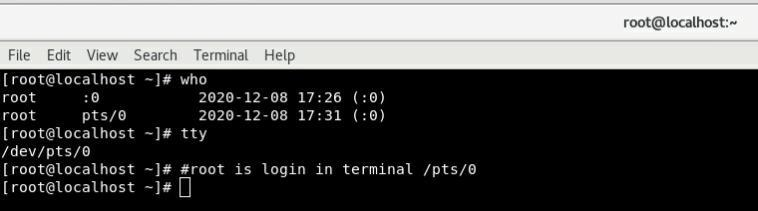 root@localhost:~
File Edit View Search Terminal Help
[root@localhost ~]# who
root     :0           2020-12-08 17:26 (:0)
root     pts/0        2020-12-08 17:31 (:0)
[root@localhost ~]# tty
/dev/pts/0
[root@localhost ~]# #root is login in terminal /pts/0
[root@localhost ~]#